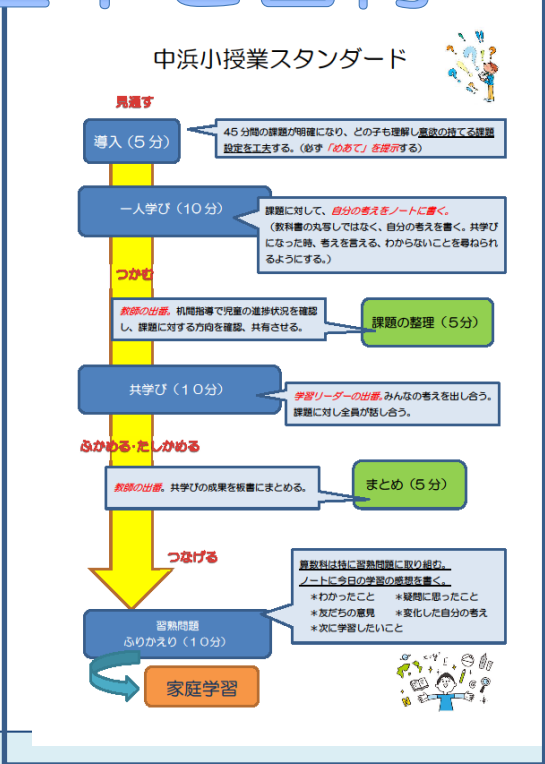 中浜小授業スタンダード
見通す
導入（5分）
45分間の課題が明確になり、どの子も理解し意欲の持てる課題
設定を工夫する。（必ず「めあて」を提示する）
一人学び（10分）
課題に対して、自分の考えをノートに書く。
（教科書の丸写しではなく、自分の考えを書く。共学び
になった時、考えを言える、わからないことを尋ねられ
るようにする。）
つかむ
教師の出番。机間指導で児童の進捗状況を確認
し、課題に対する方向を確認、共有させる。
課題の整理（5分）
共学び（10分）
学習リーダーの出番。みんなの考えを出し合う。
課題に対し全員が話し合う。
ふかめる・たしかめる
教師の出番。共学びの成果を板書にまとめる。
まとめ（5分）
つなげる
算数科は特に習熟問題に取り組む。
ノートに今日の学習の感想を書く。
＊わかったこと ＊疑問に思ったこと
＊友だちの意見 ＊変化した自分の考え
＊次に学習したいこと
習熟問題
ふりかえり（10分）
家庭学習